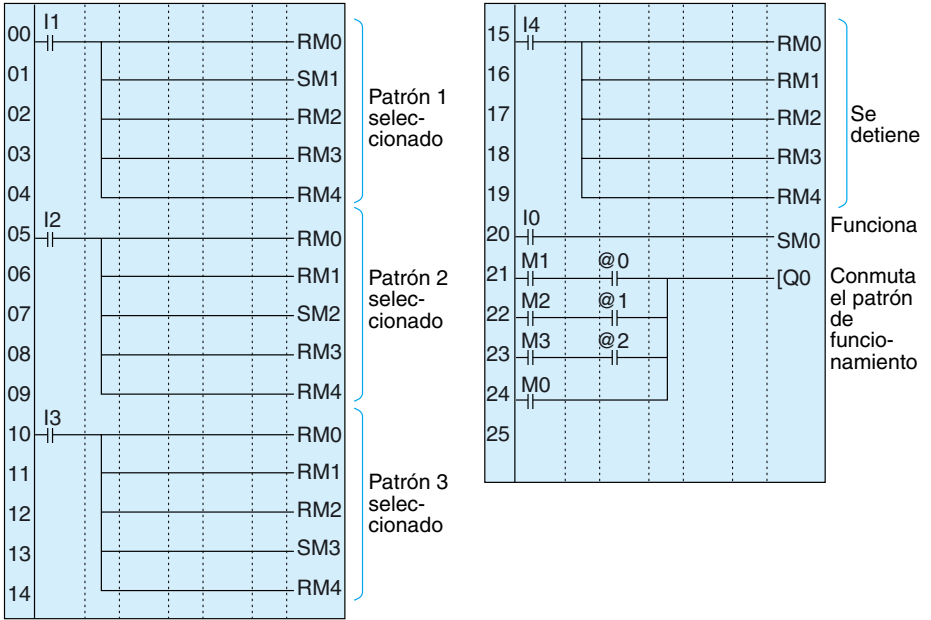 00 I1 RM0
01 SM1
02 RM2
03 RM3
04 RM4
Patrón 1
selec-
cionado
05 I2 RM0
06 RM1
07 SM2
08 RM3
09 RM4
Patrón 2
selec-
cionado
10 I3 RM0
11 RM1
12 RM2
13 SM3
14 RM4
Patrón 3
selec-
cionado
15 I4 RM0
16 RM1
17 RM2
18 RM3
19 RM4
Se
detiene
20 I0 SM0
Funciona
21 M1 @0 [Q0
22 M2 @1
23 M3 @2
24 M0
25
Conmuta
el patrón
de
funcio-
namiento